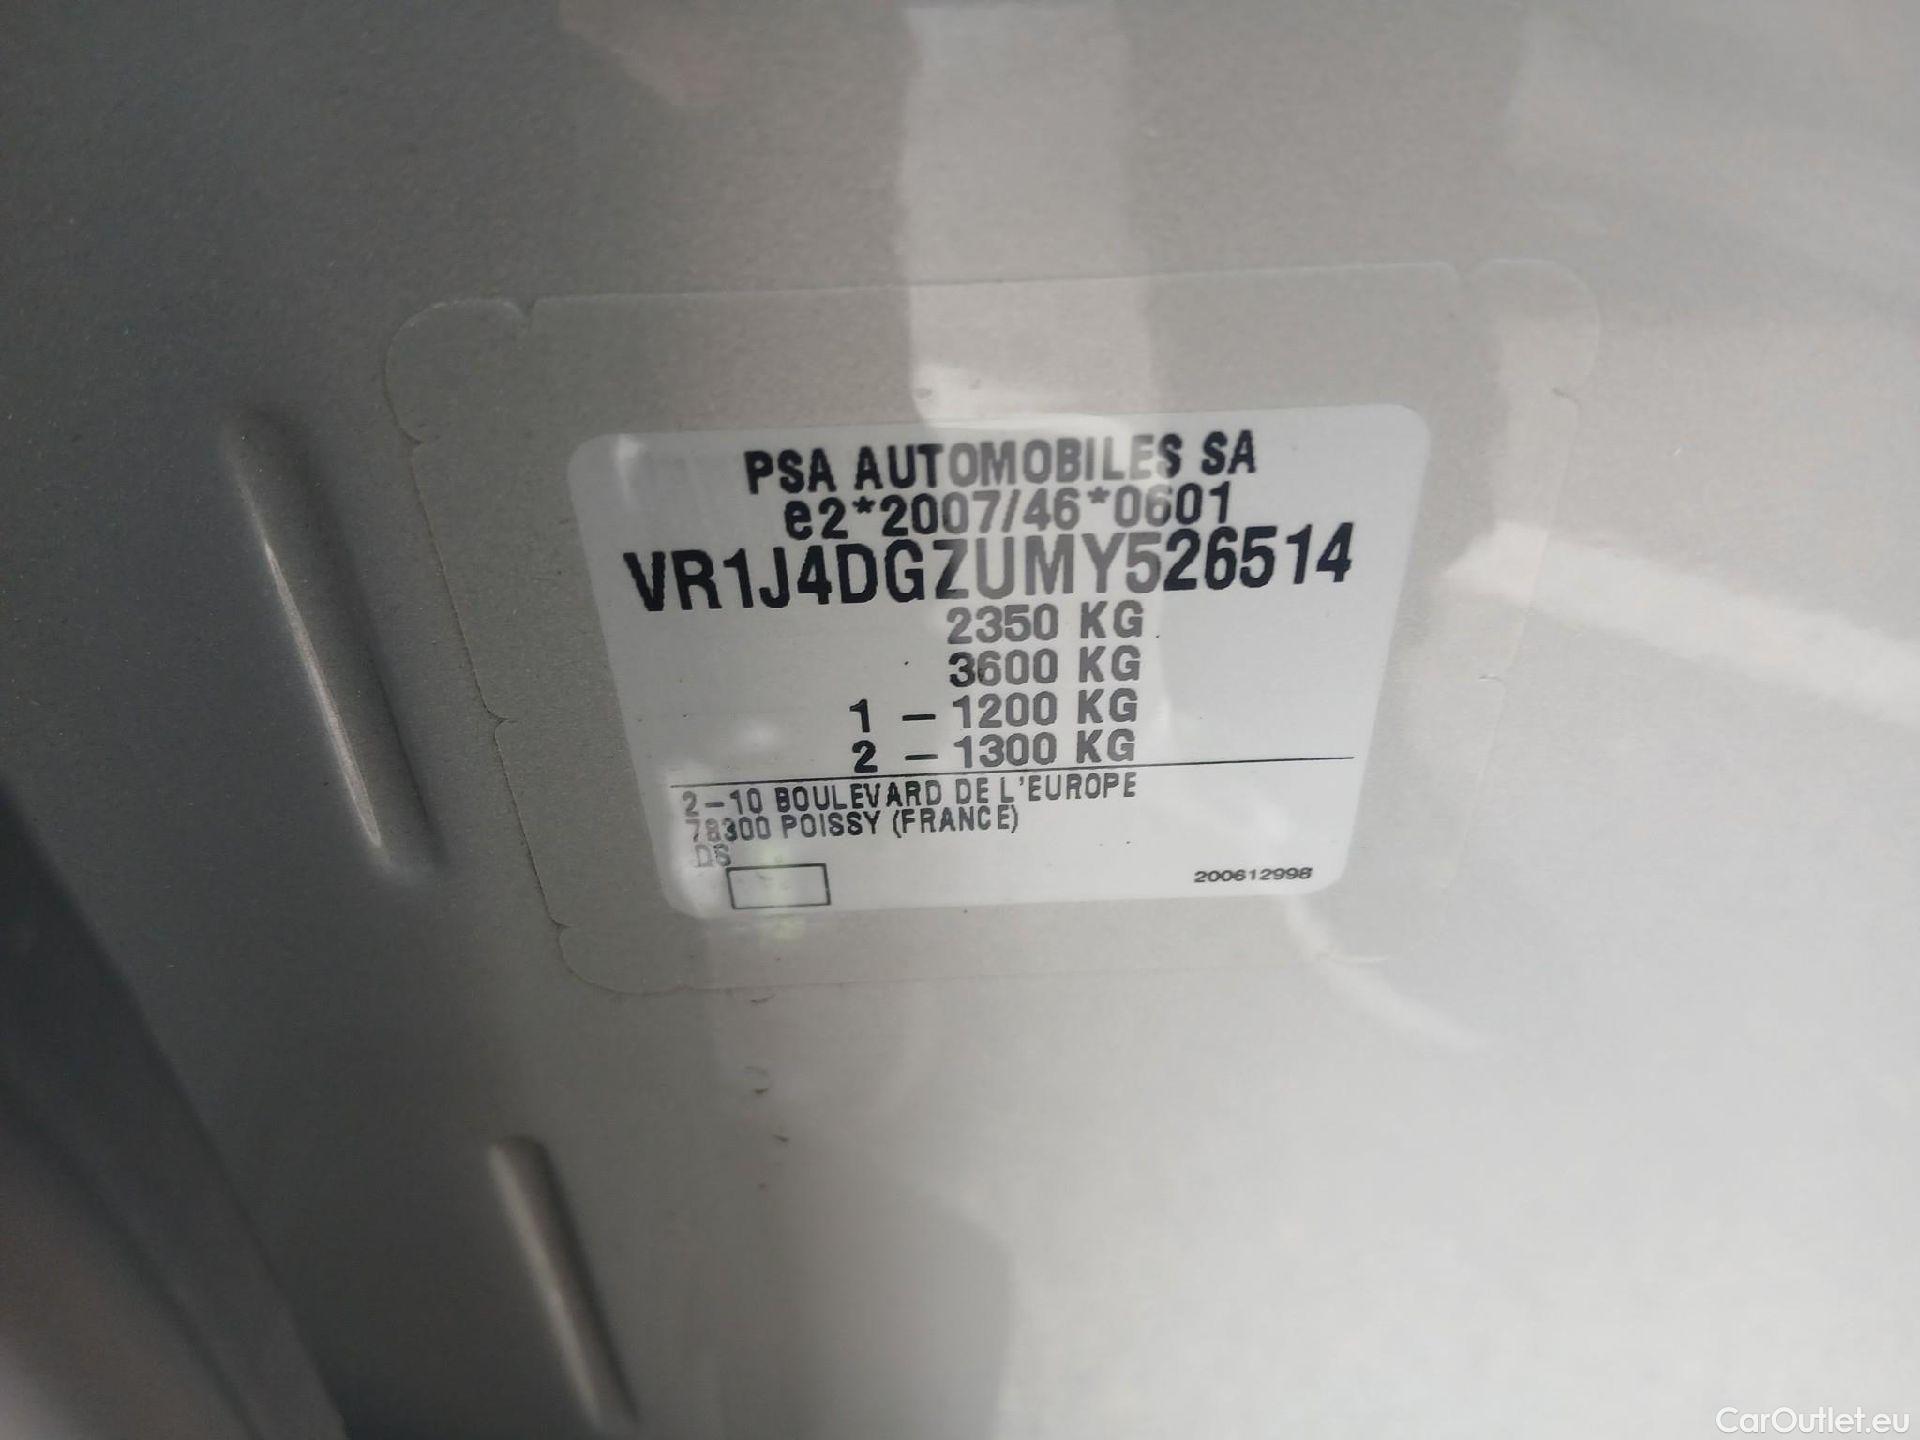 PSA AUTOMOBILES SA
e2*2007/46*0601
VR1J4DGZUMY526514
2350 KG
3600 KG
1 - 1200 KG
2 - 1300 KG
2-10 BOULEVARD DE L'EUROPE
78300 POISSY (FRANCE)
DS
200612998
CarOutlet.eu